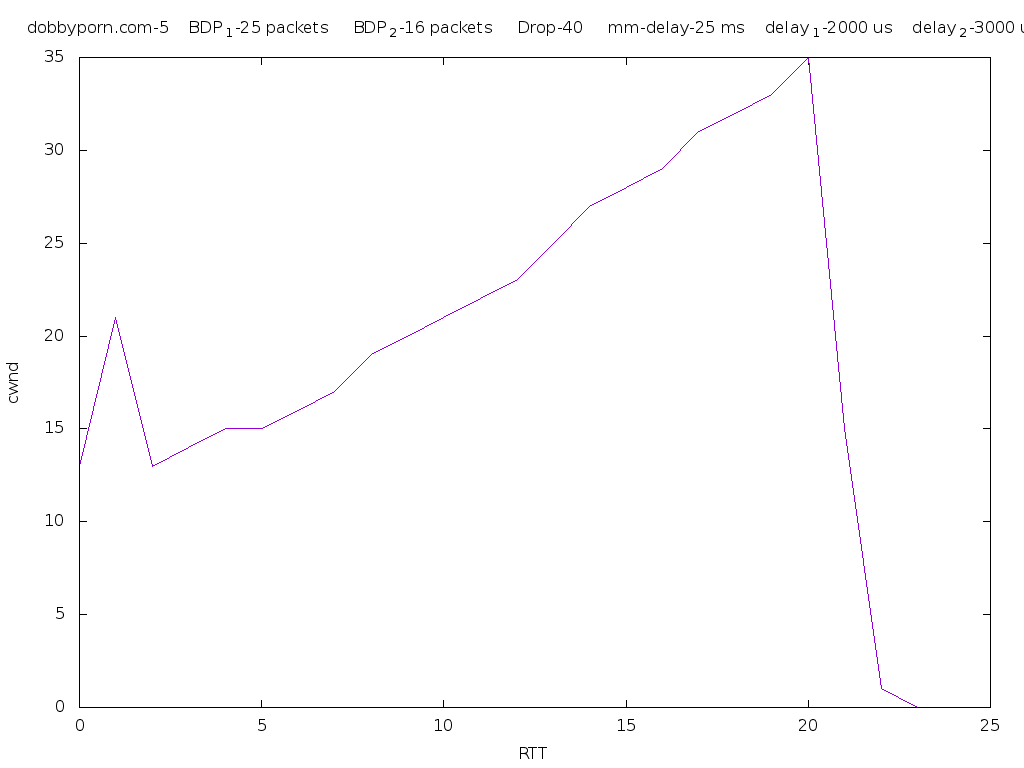 dobbyporn.com-5 BDP1-25 packets BDP2-16 packets Drop-40 mm-delay-25 ms delay1-2000 us delay2-3000 u
35
30
25
20
15
10
5
0
cwnd
0 5 10 15 20 25
RTT